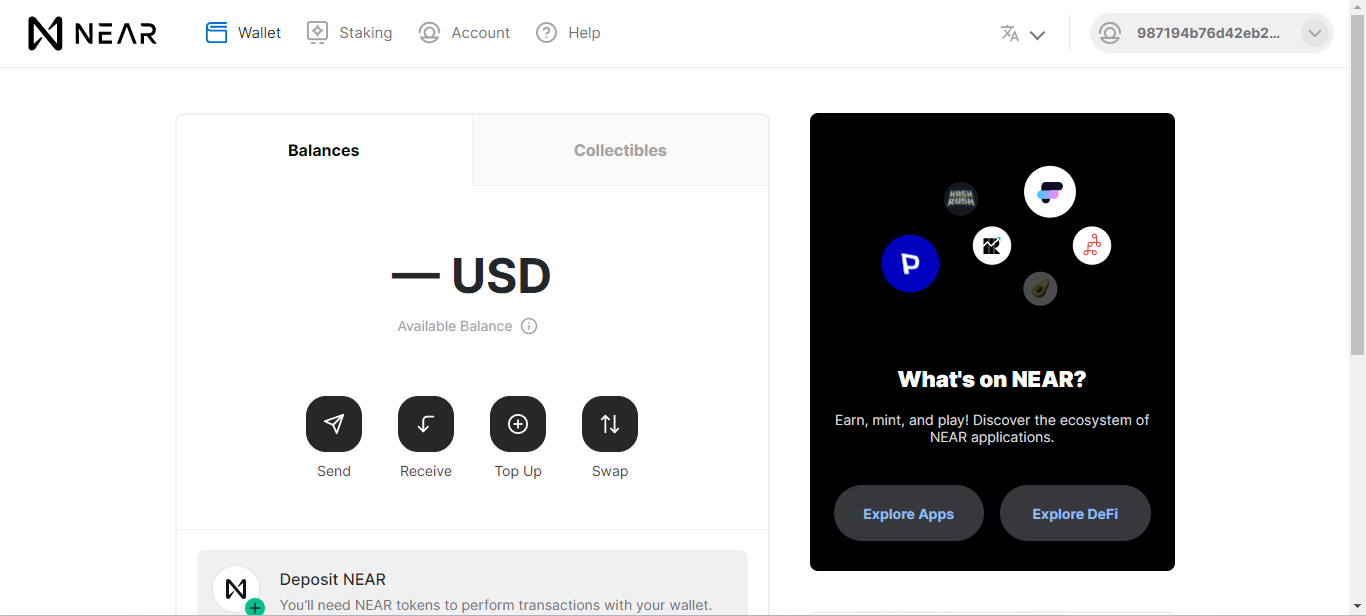 NEAR
Wallet
Staking
Account
Help
987194b76d42eb2...
Balances
Collectibles
— USD
Available Balance
Send
Receive
Top Up
Swap
Deposit NEAR
You'll need NEAR tokens to perform transactions with your wallet.
HASH
RUSH
What's on NEAR?
Earn, mint, and play! Discover the ecosystem of
NEAR applications.
Explore Apps
Explore DeFi